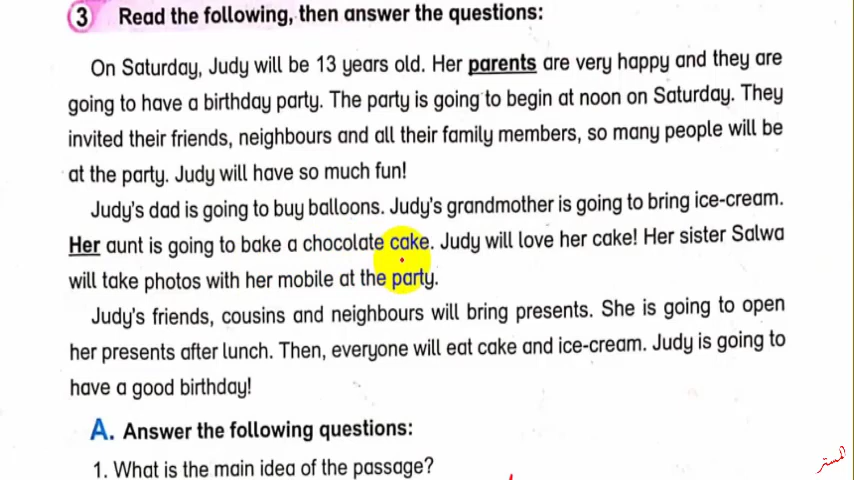 3 Read the following, then answer the questions:
On Saturday, Judy will be 13 years old. Her parents are very happy and they are
going to have a birthday party. The party is going to begin at noon on Saturday. They
invited their friends, neighbours and all their family members, so many people will be
at the party. Judy will have so much fun!
Judy's dad is going to buy balloons. Judy's grandmother is going to bring ice-cream.
Her aunt is going to bake a chocolate cake. Judy will love her cake! Her sister Salwa
will take photos with her mobile at the party.
Judy's friends, cousins and neighbours will bring presents. She is going to open
her presents after lunch. Then, everyone will eat cake and ice-cream. Judy is going to
have a good birthday!
A. Answer the following questions:
1. What is the main idea of the passage?
المستر